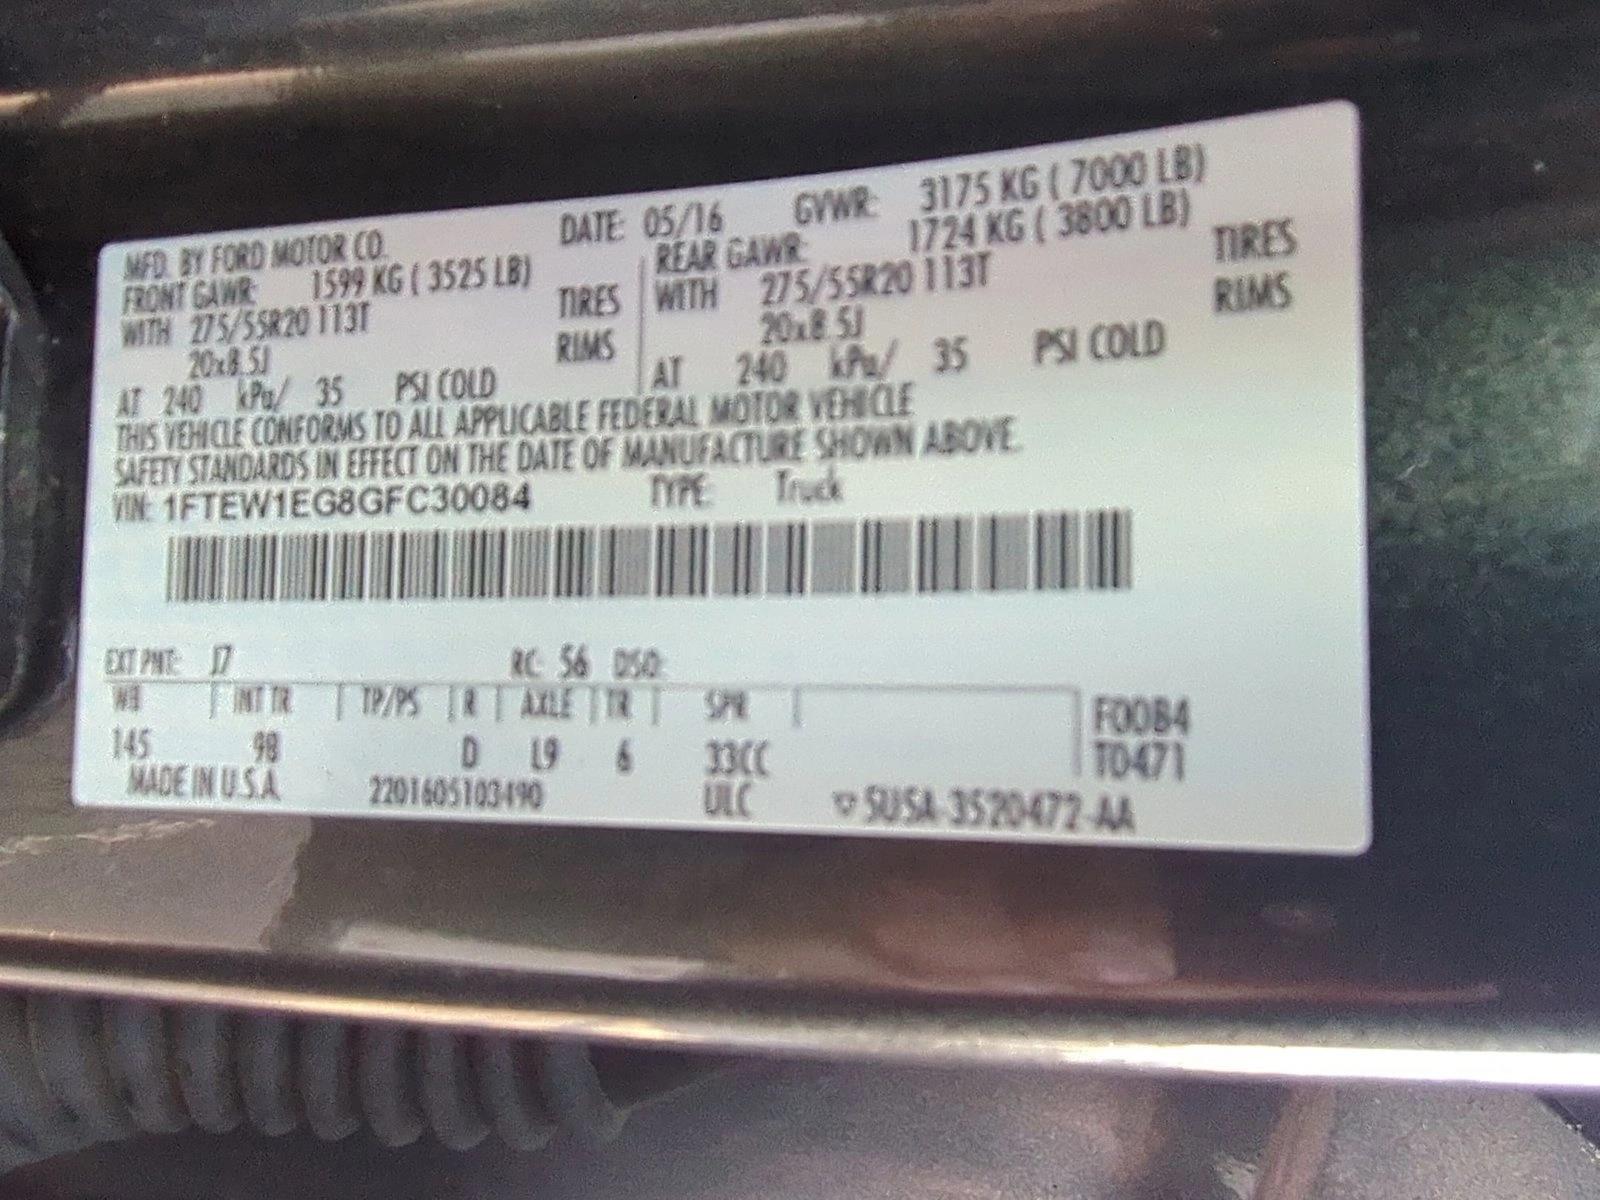 MFD. BY FORD MOTOR CO. DATE: 05/16 GVWR: 3175 KG ( 7000 LB)
FRONT GAWR: 1599 KG ( 3525 LB) REAR GAWR: 1724 KG ( 3800 LB)
WITH 275/55R20 113T TIRES WITH 275/55R20 113T TIRES
20x8.5J RIMS 20x8.5J RIMS
AT 240 kPa/ 35 PSI COLD AT 240 kPa/ 35 PSI COLD
THIS VEHICLE CONFORMS TO ALL APPLICABLE FEDERAL MOTOR VEHICLE
SAFETY STANDARDS IN EFFECT ON THE DATE OF MANUFACTURE SHOWN ABOVE.
VIN: 1FTEW1EG8GFC30084 TYPE: Truck
EXT PNT: J7 RC: 56 DSO:
WB INT TR TP/PS R AXLE TR SPR F0084
145 98 D L9 6 33CC T0471
MADE IN U.S.A. 2201605103490 ULC ▽ 5U5A-3520472-AA